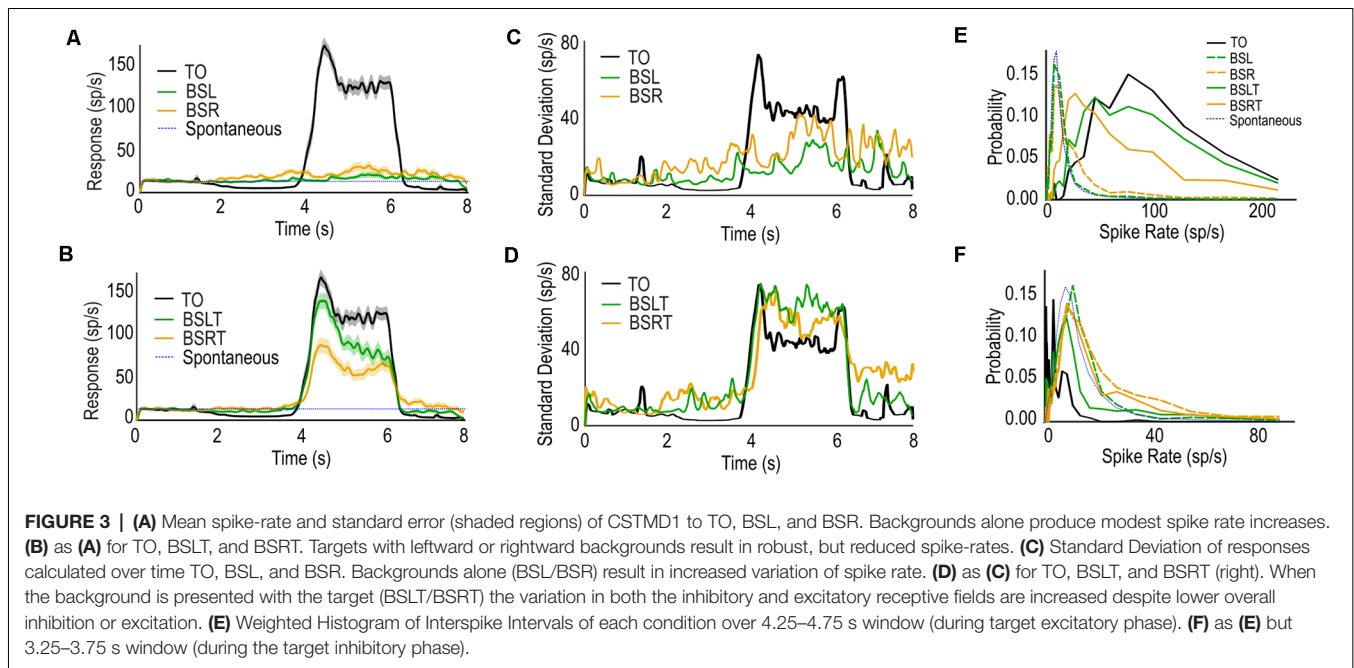 A
Response (sp/s)
150
100
50
0
TO
BSL
BSR
Spontaneous
0 2 4 6 8
Time (s)
C
Standard Deviation (sp/s)
80
40
0
TO
BSL
BSR
0 2 4 6 8
Time (s)
E
Probability
0.15
0.10
0.05
0.00
TO
BSL
BSR
BSLT
BSRT
Spontaneous
0 100 200
Spike Rate (sp/s)
B
Response (sp/s)
150
100
50
0
TO
BSLT
BSRT
Spontaneous
0 2 4 6 8
Time (s)
D
Standard Deviation (sp/s)
80
40
0
TO
BSLT
BSRT
0 2 4 6 8
Time (s)
F
Probability
0.15
0.10
0.05
0.00
0 40 80
Spike Rate (sp/s)
FIGURE 3 | (A) Mean spike-rate and standard error (shaded regions) of CSTMD1 to TO, BSL, and BSR. Backgrounds alone produce modest spike rate increases.
(B) as (A) for TO, BSLT, and BSRT. Targets with leftward or rightward backgrounds result in robust, but reduced spike-rates. (C) Standard Deviation of responses
calculated over time TO, BSL, and BSR. Backgrounds alone (BSL/BSR) result in increased variation of spike rate. (D) as (C) for TO, BSLT, and BSRT (right). When
the background is presented with the target (BSLT/BSRT) the variation in both the inhibitory and excitatory receptive fields are increased despite lower overall
inhibition or excitation. (E) Weighted Histogram of Interspike Intervals of each condition over 4.25–4.75 s window (during target excitatory phase). (F) as (E) but
3.25–3.75 s window (during the target inhibitory phase).